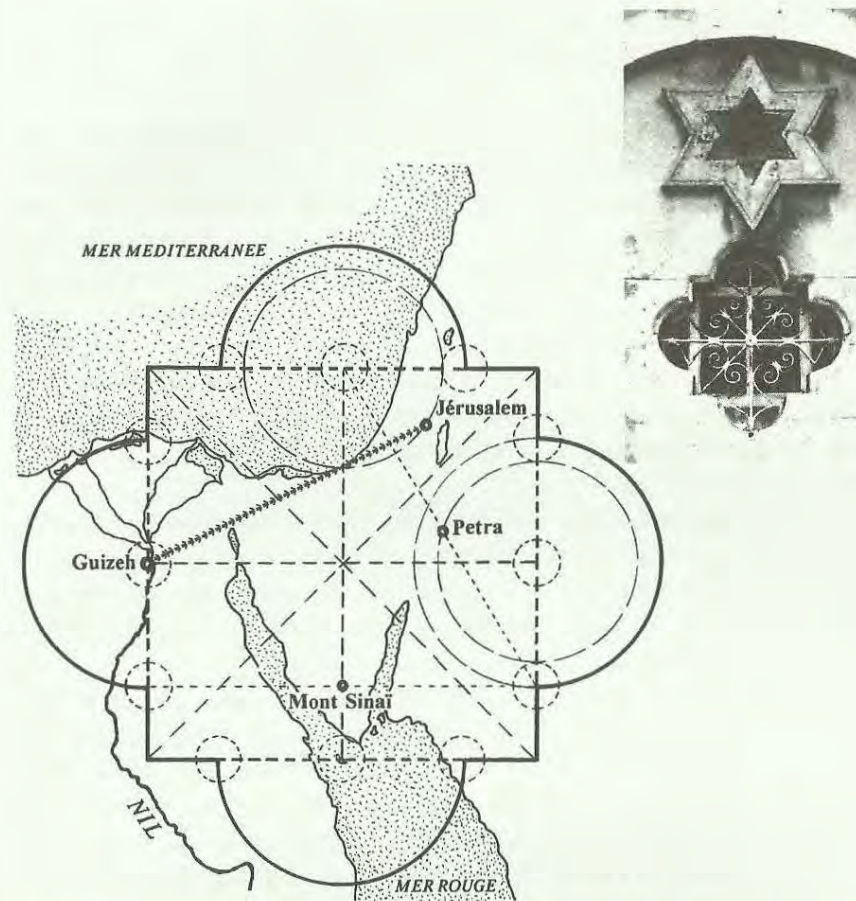 MER MEDITERRANEE
Jérusalem
Petra
Guizeh
Mont Sinaï
NIL
MER ROUGE